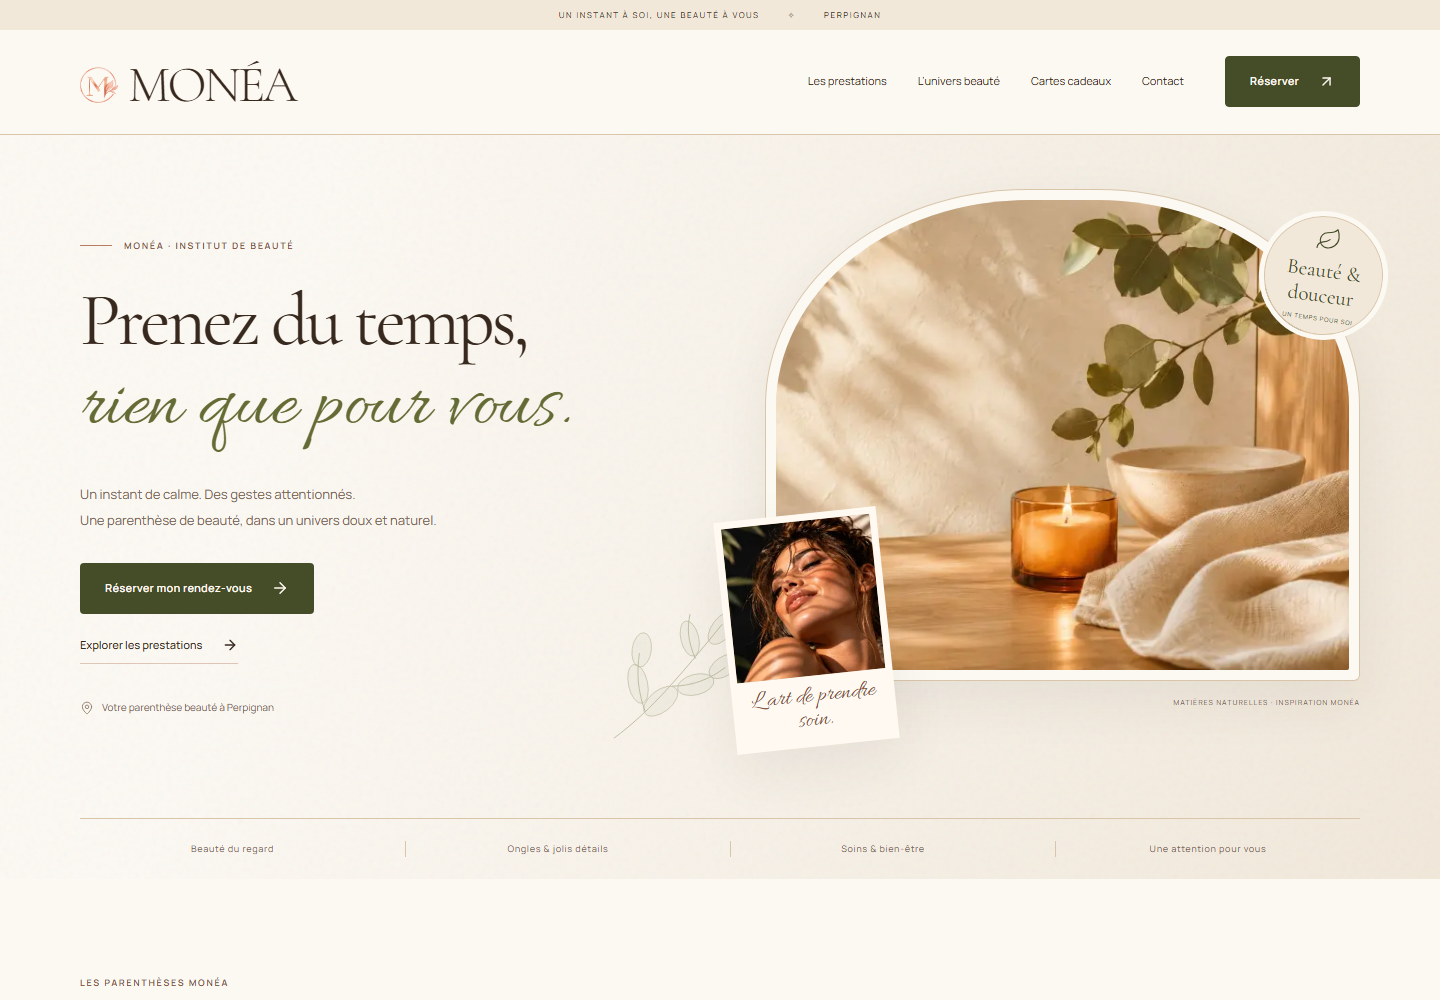 UN INSTANT À SOI, UNE BEAUTÉ À VOUS ✧ PERPIGNAN
MONÉA
Les prestations
L'univers beauté
Cartes cadeaux
Contact
Réserver
MONÉA · INSTITUT DE BEAUTÉ
Prenez du temps,
rien que pour vous.
Un instant de calme. Des gestes attentionnés.
Une parenthèse de beauté, dans un univers doux et naturel.
Réserver mon rendez-vous
Explorer les prestations
Votre parenthèse beauté à Perpignan
Beauté &
douceur
UN TEMPS POUR SOI
L'art de prendre
soin.
MATIÈRES NATURELLES · INSPIRATION MONÉA
Beauté du regard
Ongles & jolis détails
Soins & bien-être
Une attention pour vous
LES PARENTHÈSES MONÉA